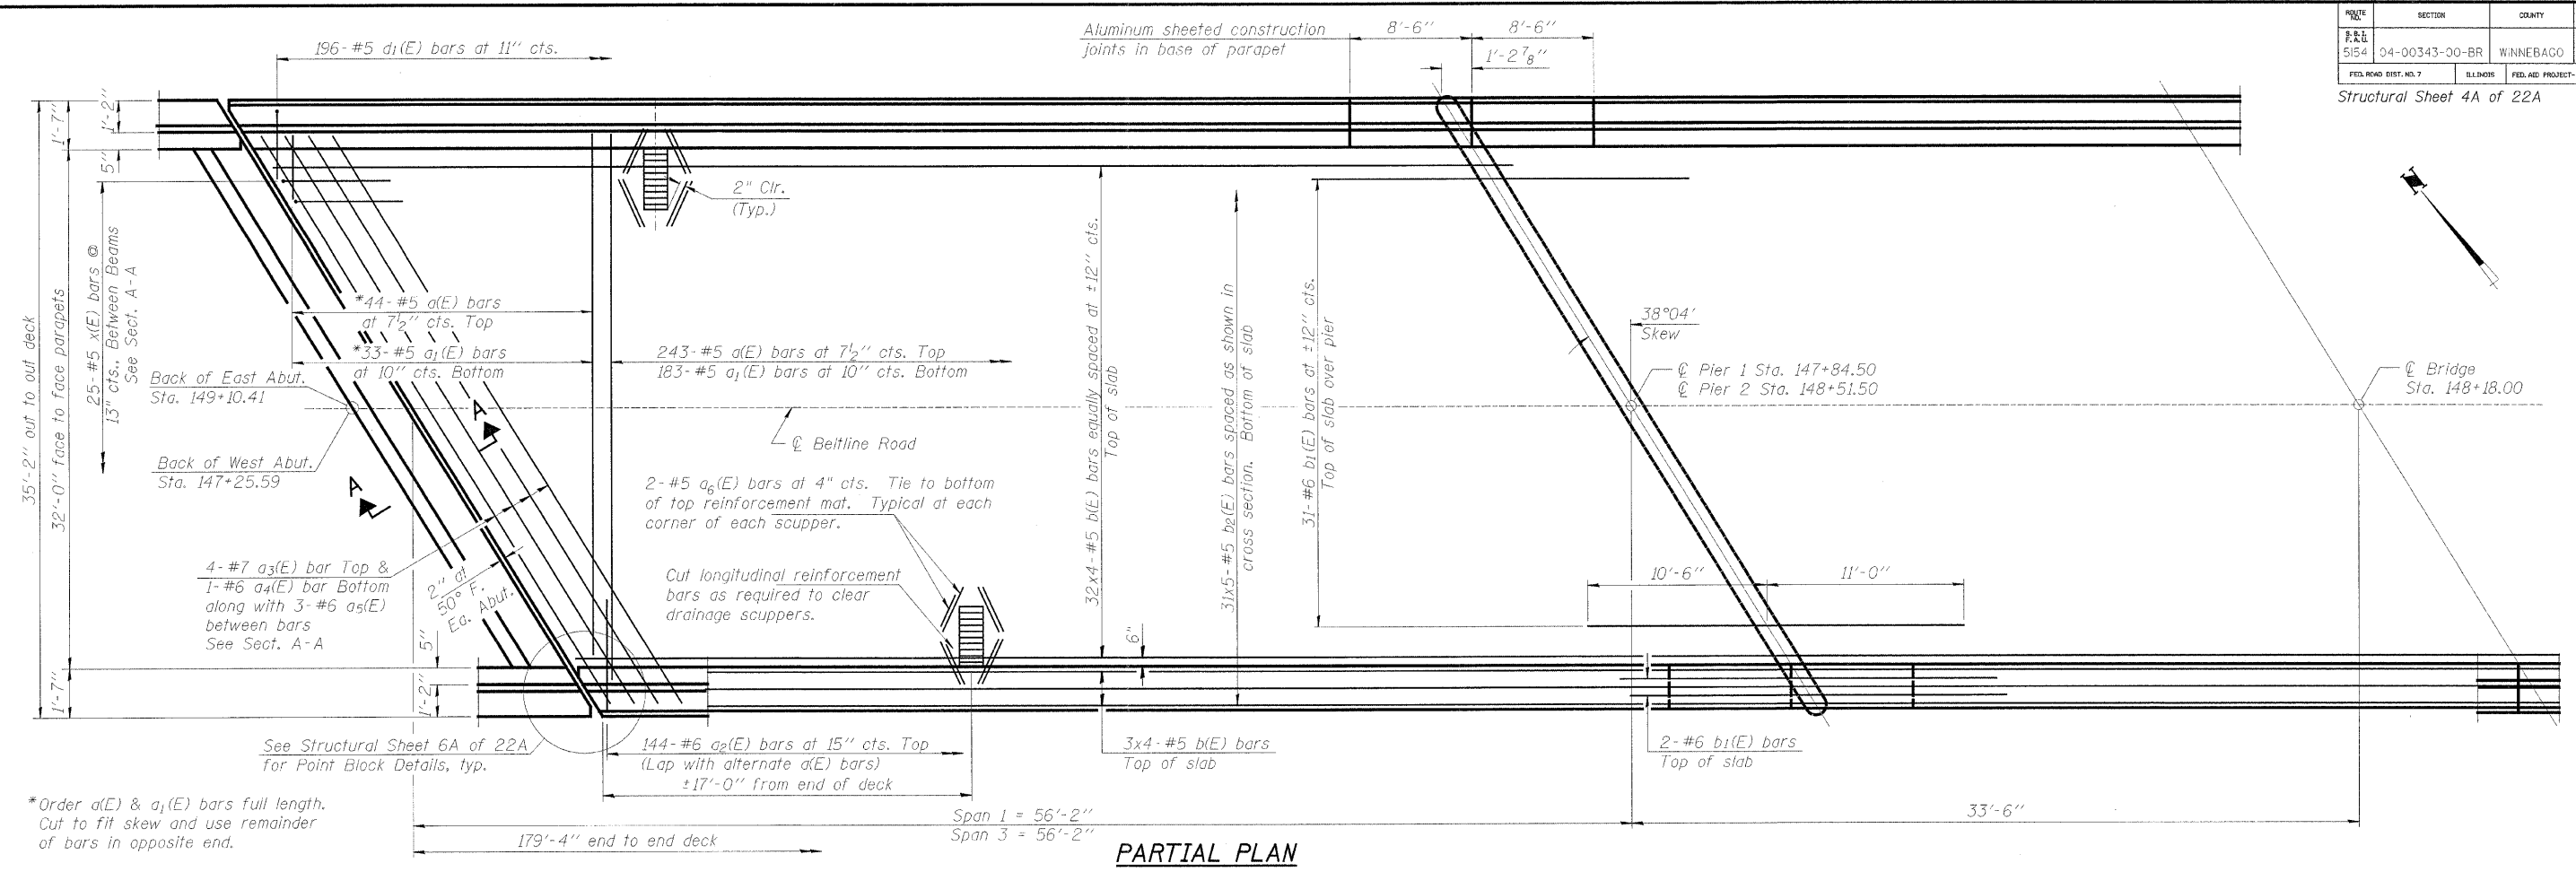 ROUTE NO.
SECTION
COUNTY
S.B.I. F.A.U.
5154
04-00343-00-BR
WINNEBAGO
FED. ROAD DIST. NO. 7
ILLINOIS
FED. AID PROJECT-
Structural Sheet 4A of 22A
196-#5 d1(E) bars at 11" cts.
Aluminum sheeted construction
joints in base of parapet
8'-6"
8'-6"
1'-2 7/8"
1'-7"
1'-2"
5"
35'-2" out to out deck
32'-0" face to face parapets
25-#5 x(E) bars @
13" cts., Between Beams
See Sect. A-A
2" Clr.
(Typ.)
*44-#5 a(E) bars
at 7 1/2" cts. Top
*33-#5 a1(E) bars
at 10" cts. Bottom
243-#5 a(E) bars at 7 1/2" cts. Top
183-#5 a1(E) bars at 10" cts. Bottom
Back of East Abut.
Sta. 149+10.41
Back of West Abut.
Sta. 147+25.59
A
A
℄ Beltline Road
32x4-#5 b(E) bars equally spaced at ±12" cts.
Top of slab
31x5-#5 b2(E) bars spaced as shown in
cross section. Bottom of slab
31-#6 b1(E) bars at ±12" cts.
Top of slab over pier
38°04'
Skew
℄ Pier 1 Sta. 147+84.50
℄ Pier 2 Sta. 148+51.50
℄ Bridge
Sta. 148+18.00
N
2-#5 a6(E) bars at 4" cts. Tie to bottom
of top reinforcement mat. Typical at each
corner of each scupper.
Cut longitudinal reinforcement
bars as required to clear
drainage scuppers.
4-#7 a3(E) bar Top &
1-#6 a4(E) bar Bottom
along with 3-#6 a5(E)
between bars
See Sect. A-A
2" at
50° F.
Ea. Abut.
10'-6"
11'-0"
6"
5"
1'-2"
1'-7"
See Structural Sheet 6A of 22A
for Point Block Details, typ.
144-#6 a2(E) bars at 15" cts. Top
(Lap with alternate a(E) bars)
±17'-0" from end of deck
3x4-#5 b(E) bars
Top of slab
2-#6 b1(E) bars
Top of slab
*Order a(E) & a1(E) bars full length.
Cut to fit skew and use remainder
of bars in opposite end.
Span 1 = 56'-2"
Span 3 = 56'-2"
33'-6"
179'-4" end to end deck
PARTIAL PLAN